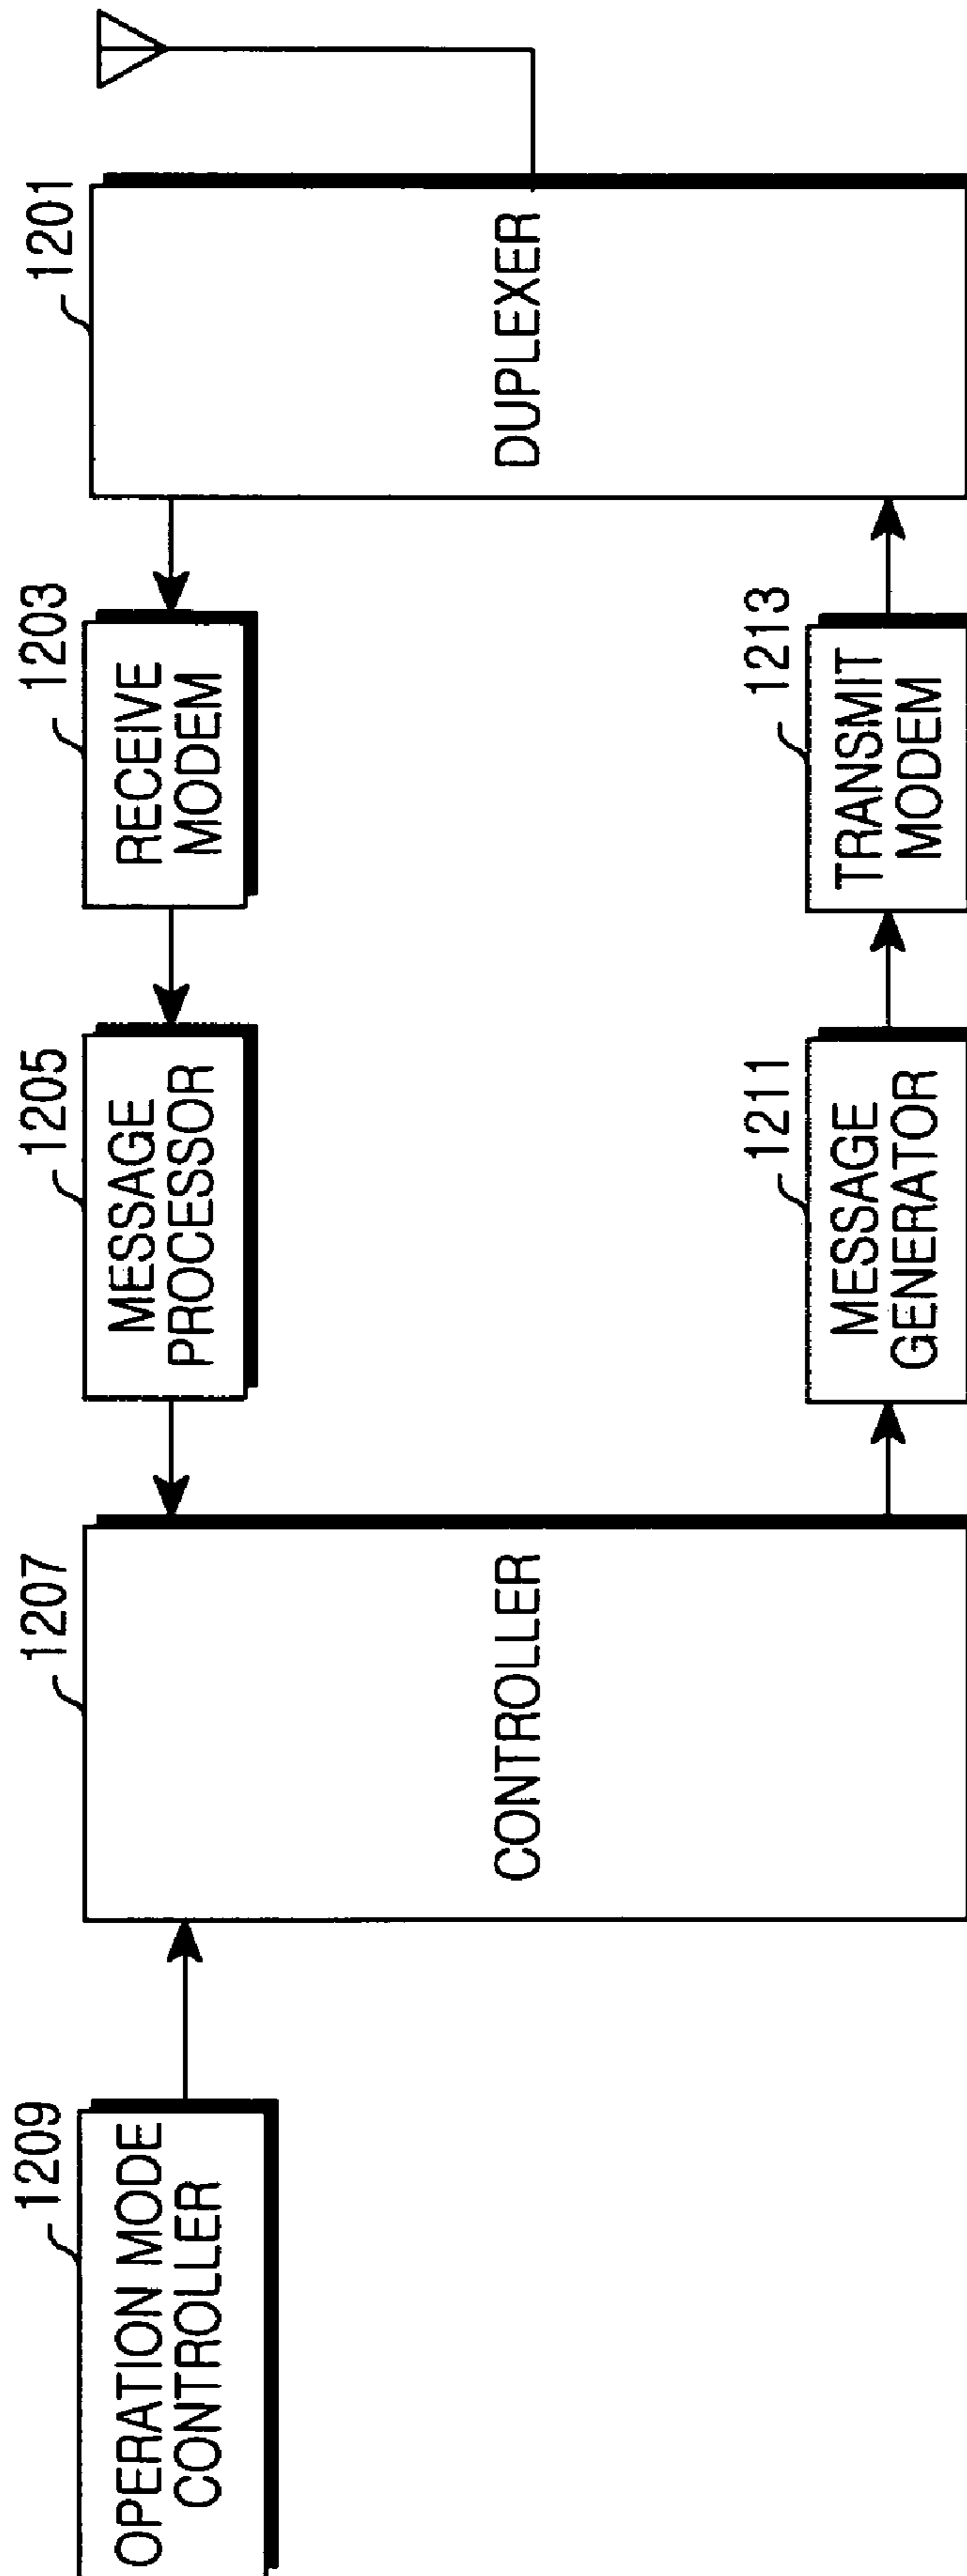 1209
OPERATION MODE
CONTROLLER
1207
CONTROLLER
1205
MESSAGE
PROCESSOR
1203
RECEIVE
MODEM
1201
DUPLEXER
1211
MESSAGE
GENERATOR
1213
TRANSMIT
MODEM